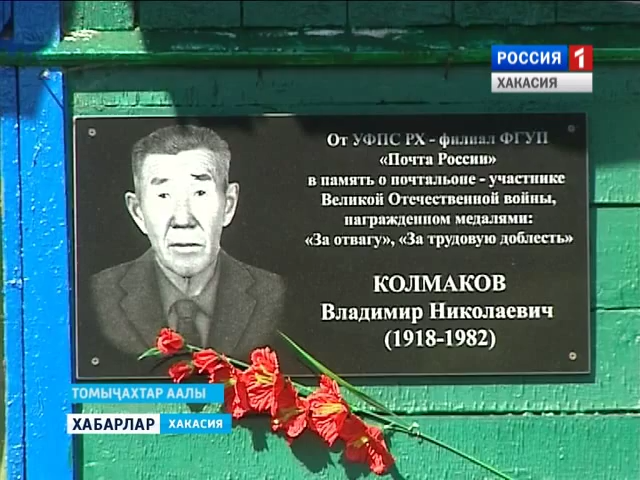 РОССИЯ 1
ХАКАСИЯ
От УФПС РХ - филиал ФГУП
«Почта России»
в память о почтальоне - участнике
Великой Отечественной войны,
награжденном медалями:
«За отвагу», «За трудовую доблесть»
КОЛМАКОВ
Владимир Николаевич
(1918-1982)
ТОМЫӋАХТАР ААЛЫ
ХАБАРЛАР ХАКАСИЯ